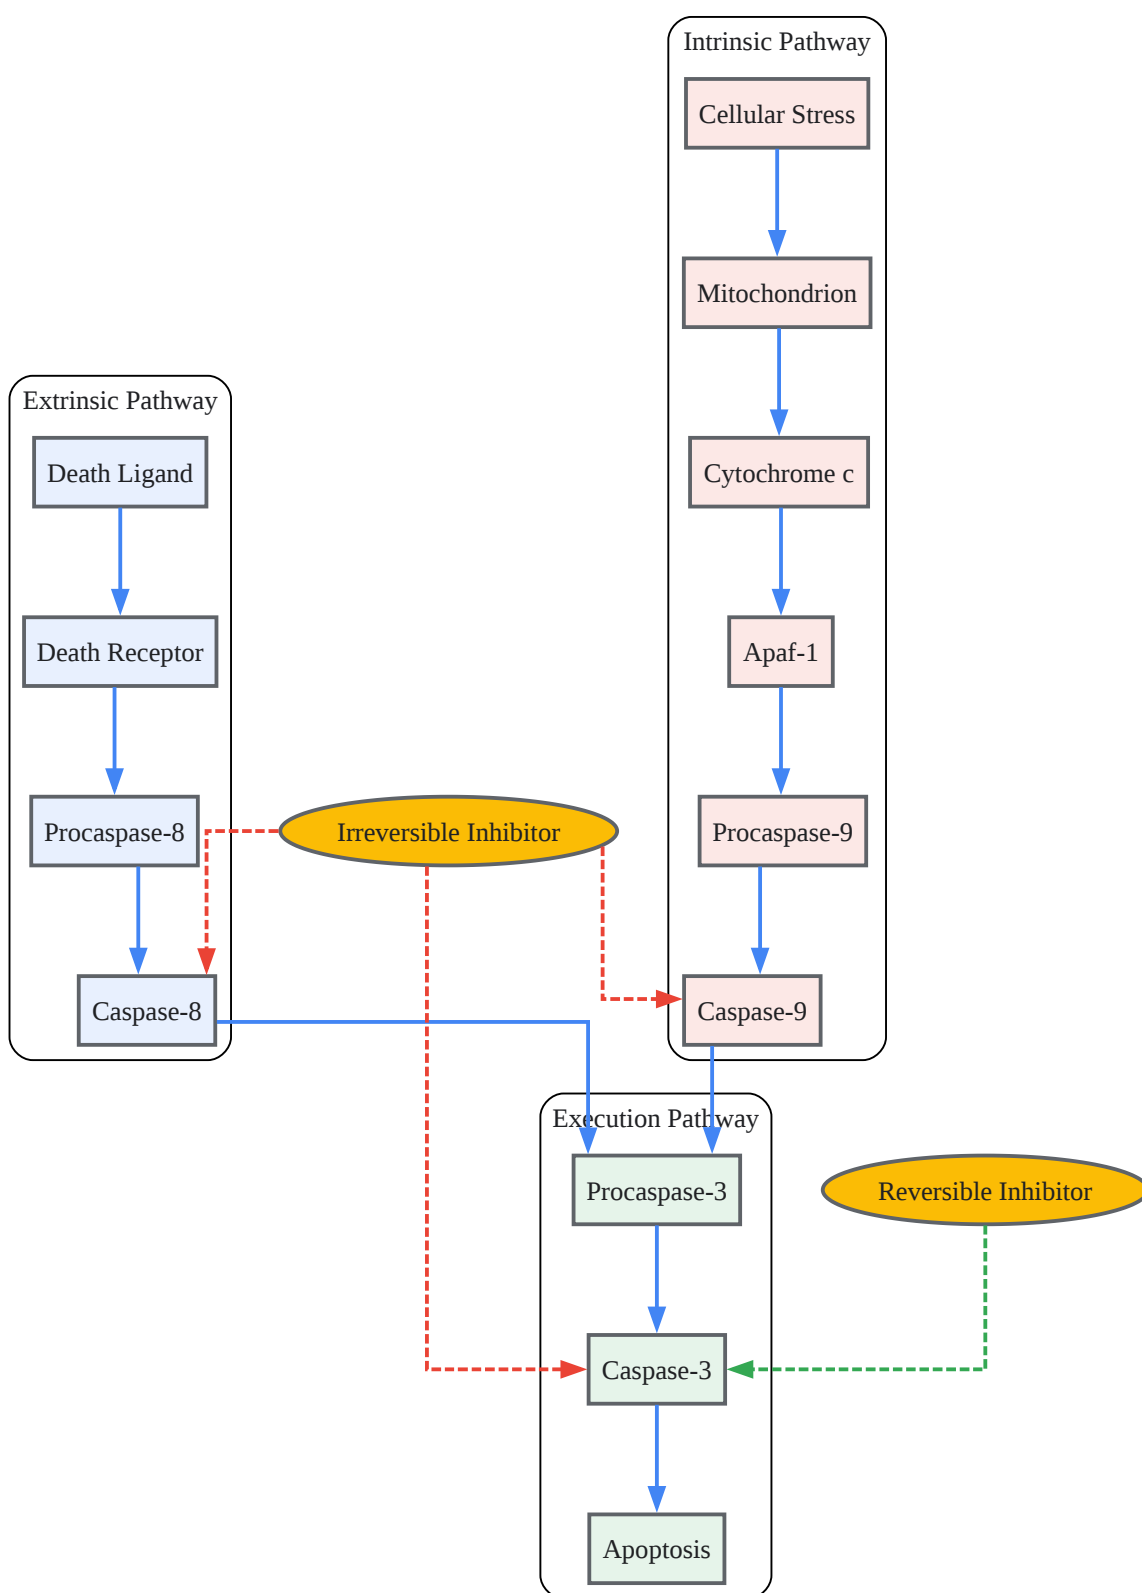 Intrinsic Pathway
Cellular Stress
Mitochondrion
Extrinsic Pathway
Death Ligand
Cytochrome c
Death Receptor
Apaf-1
Procaspase-8
Irreversible Inhibitor
Procaspase-9
Caspase-8
Caspase-9
Execution Pathway
Procaspase-3
Reversible Inhibitor
Caspase-3
Apoptosis